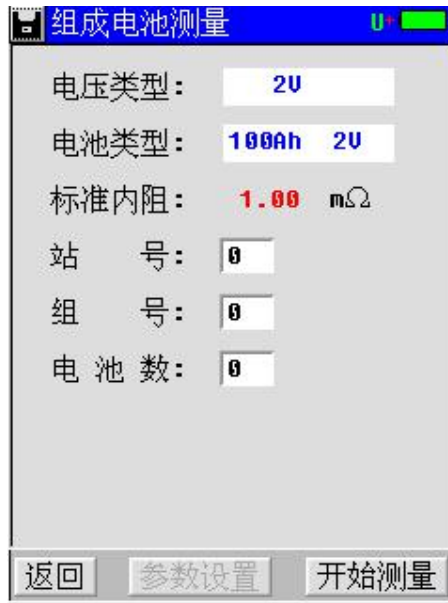 组成电池测量 U+
电压类型: 2V
电池类型: 100Ah 2V
标准内阻: 1.00 mΩ
站 号: 0
组 号: 0
电 池 数: 0
返回 参数设置 开始测量